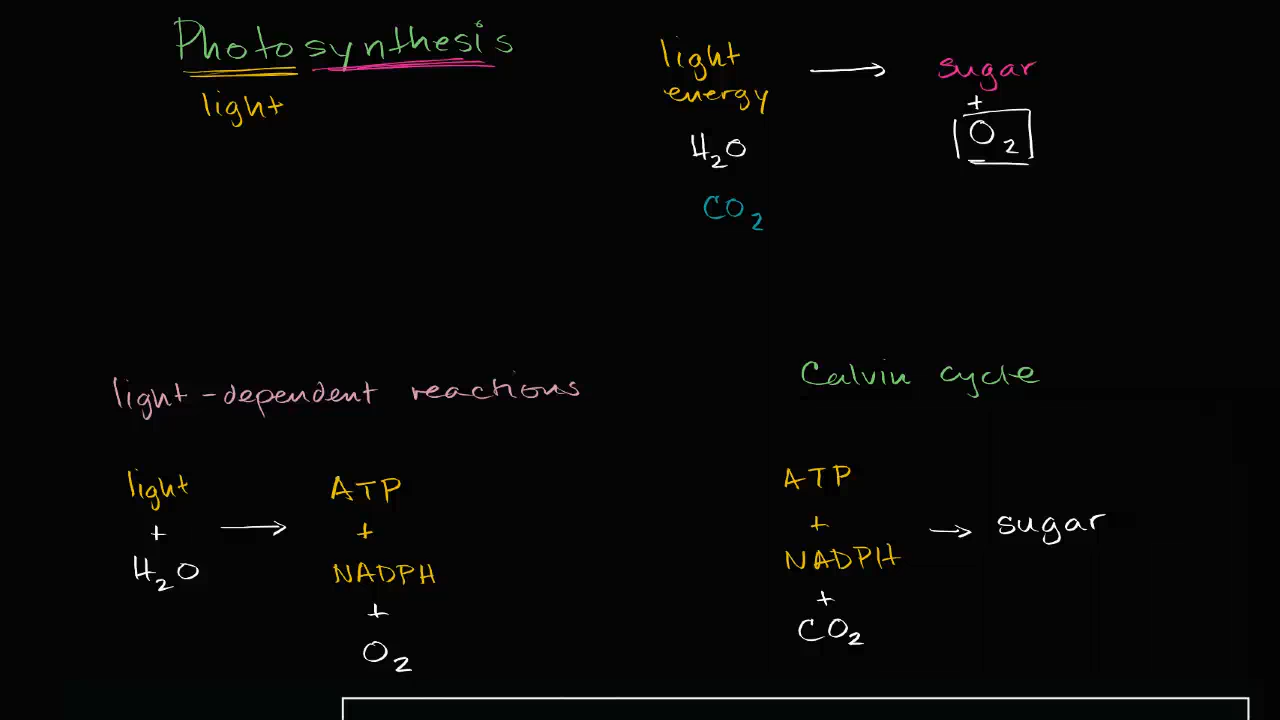 Photosynthesis
light
light energy → sugar
+
H₂O
O₂
CO₂
light-dependent reactions
light
+
H₂O
→
ATP
+
NADPH
+
O₂
Calvin cycle
ATP
+
NADPH
+
CO₂
→ sugar